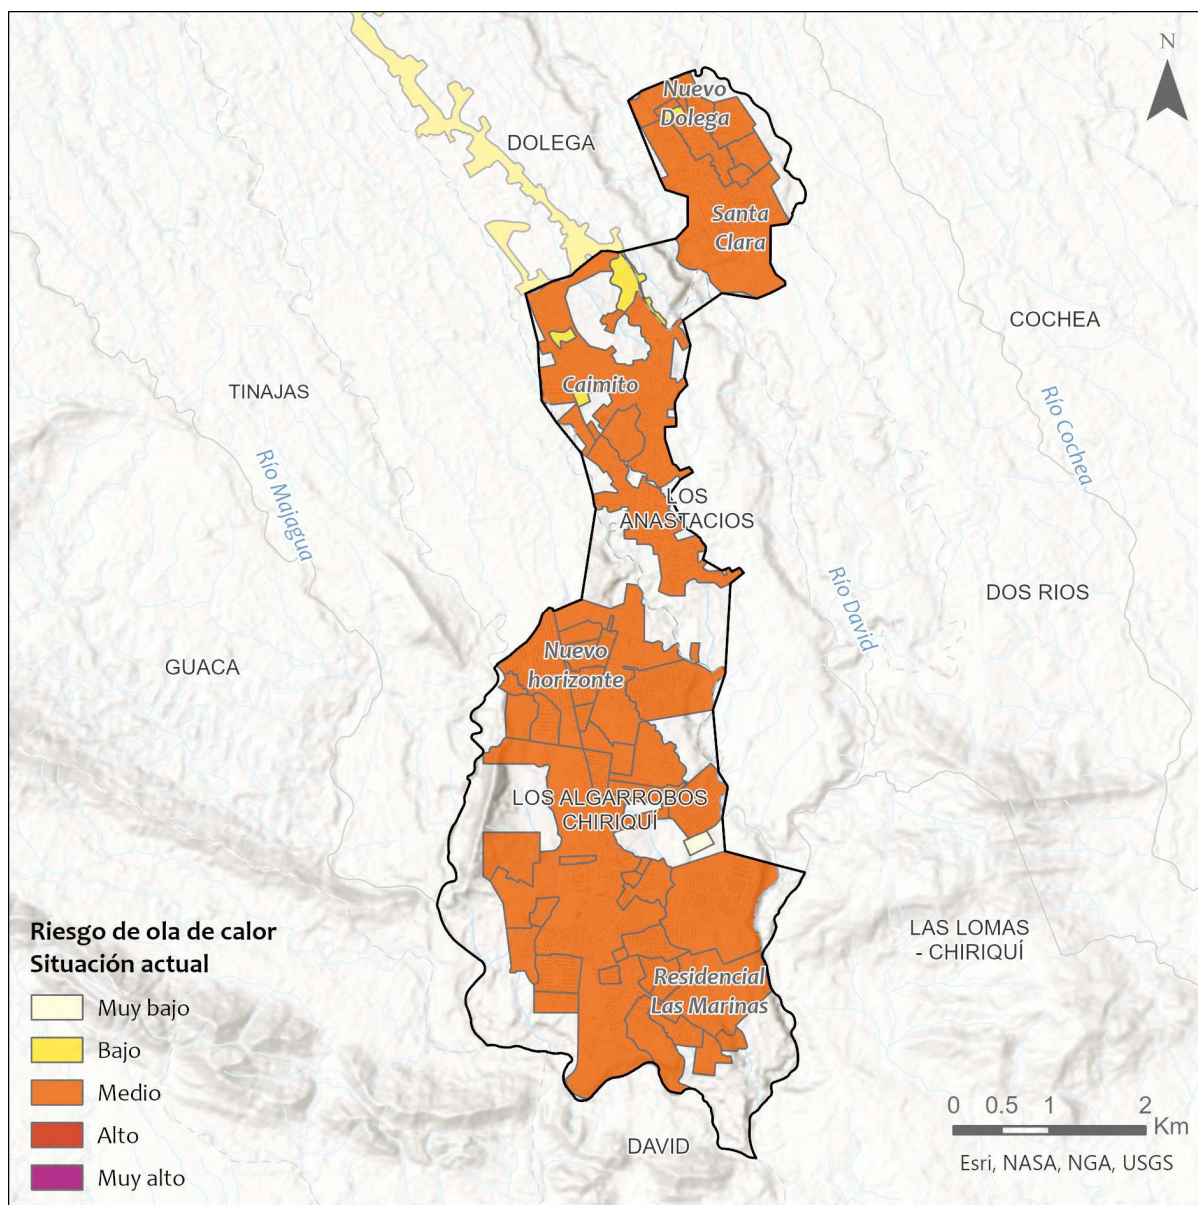 N
Nuevo
Dolega
DOLEGA
Santa
Clara
COCHEA
TINAJAS
Caimito
Río Cochea
Río Majagua
LOS
ANASTACIOS
Río David
DOS RIOS
GUACA
Nuevo
horizonte
LOS ALGARROBOS
CHIRIQUÍ
LAS LOMAS
- CHIRIQUÍ
Residencial
Las Marinas
DAVID
Riesgo de ola de calor
Situación actual
Muy bajo
Bajo
Medio
Alto
Muy alto
0 0.5 1 2
Km
Esri, NASA, NGA, USGS